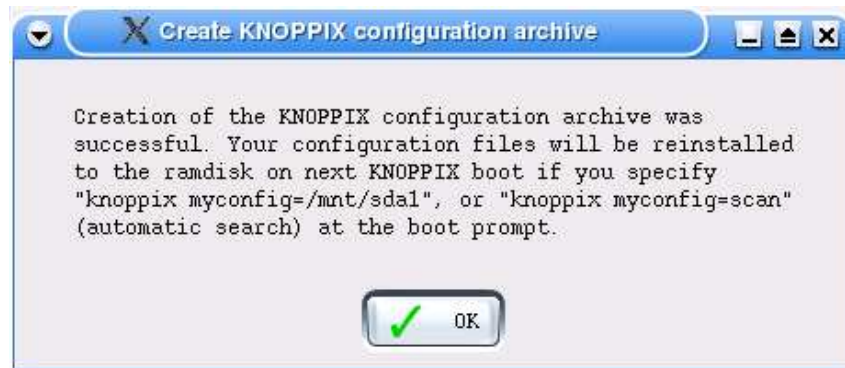 Create KNOPPIX configuration archive
Creation of the KNOPPIX configuration archive was
successful. Your configuration files will be reinstalled
to the ramdisk on next KNOPPIX boot if you specify
"knoppix myconfig=/mnt/sda1", or "knoppix myconfig=scan"
(automatic search) at the boot prompt.
OK